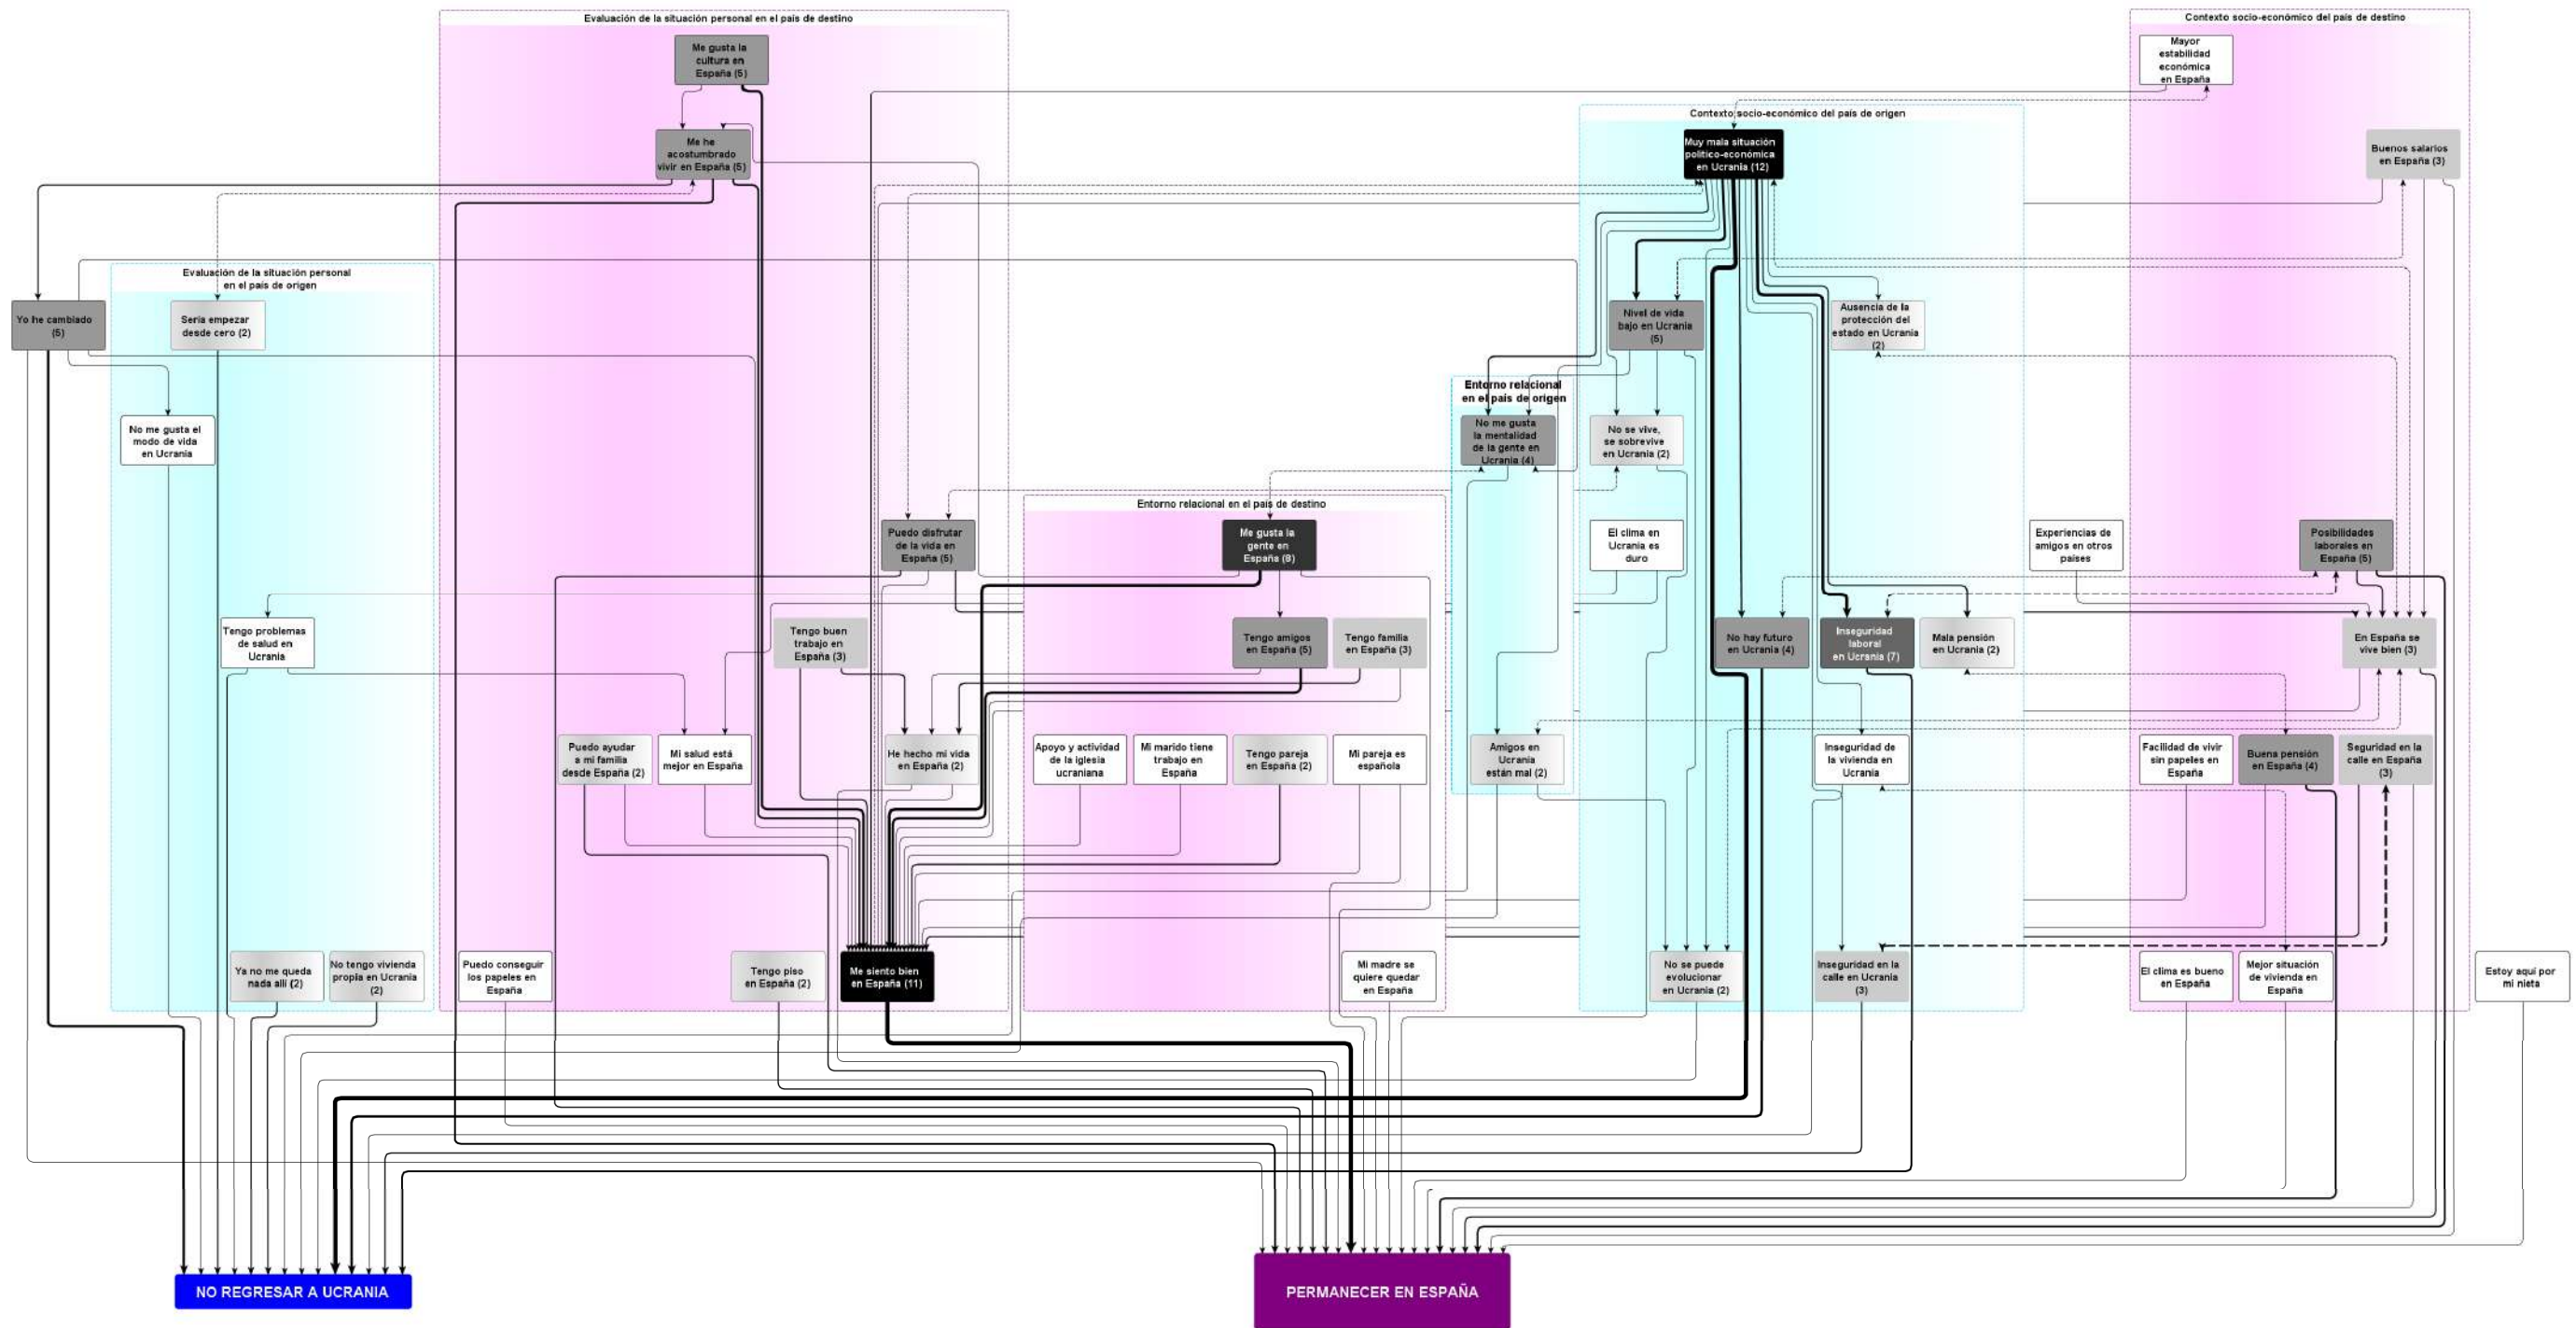 Evaluación de la situación personal en el país de destino
Contexto socio-económico del país de destino
Me gusta la
cultura en
España (5)
Mayor
estabilidad
económica
en España
Contexto socio-económico del país de origen
Me he
acostumbrado
vivir en España (5)
Muy mala situación
político-económica
en Ucrania (12)
Buenos salarios
en España (3)
Evaluación de la situación personal
en el país de origen
Yo he cambiado
(5)
Sería empezar
desde cero (2)
Nivel de vida
bajo en Ucrania
(5)
Ausencia de la
protección del
estado en Ucrania
(2)
Entorno relacional
en el país de origen
No me gusta el
modo de vida
en Ucrania
No me gusta
la mentalidad
de la gente en
Ucrania (4)
No se vive,
se sobrevive
en Ucrania (2)
Entorno relacional en el país de destino
Puedo disfrutar
de la vida en
España (5)
Me gusta la
gente en
España (8)
El clima en
Ucrania es
duro
Experiencias de
amigos en otros
países
Posibilidades
laborales en
España (5)
Tengo problemas
de salud en
Ucrania
Tengo buen
trabajo en
España (3)
Tengo amigos
en España (5)
Tengo familia
en España (3)
No hay futuro
en Ucrania (4)
Inseguridad
laboral
en Ucrania (7)
Mala pensión
en Ucrania (2)
En España se
vive bien (3)
Puedo ayudar
a mi familia
desde España (2)
Mi salud está
mejor en España
He hecho mi vida
en España (2)
Apoyo y actividad
de la iglesia
ucraniana
Mi marido tiene
trabajo en
España
Tengo pareja
en España (2)
Mi pareja es
española
Amigos en
Ucrania
están mal (2)
Inseguridad de
la vivienda en
Ucrania
Facilidad de vivir
sin papeles en
España
Buena pensión
en España (4)
Seguridad en la
calle en España
(3)
Ya no me queda
nada allí (2)
No tengo vivienda
propia en Ucrania
(2)
Puedo conseguir
los papeles en
España
Tengo piso
en España (2)
Me siento bien
en España (11)
Mi madre se
quiere quedar
en España
No se puede
evolucionar
en Ucrania (2)
Inseguridad en la
calle en Ucrania
(3)
El clima es bueno
en España
Mejor situación
de vivienda en
España
Estoy aquí por
mi nieta
NO REGRESAR A UCRANIA
PERMANECER EN ESPAÑA